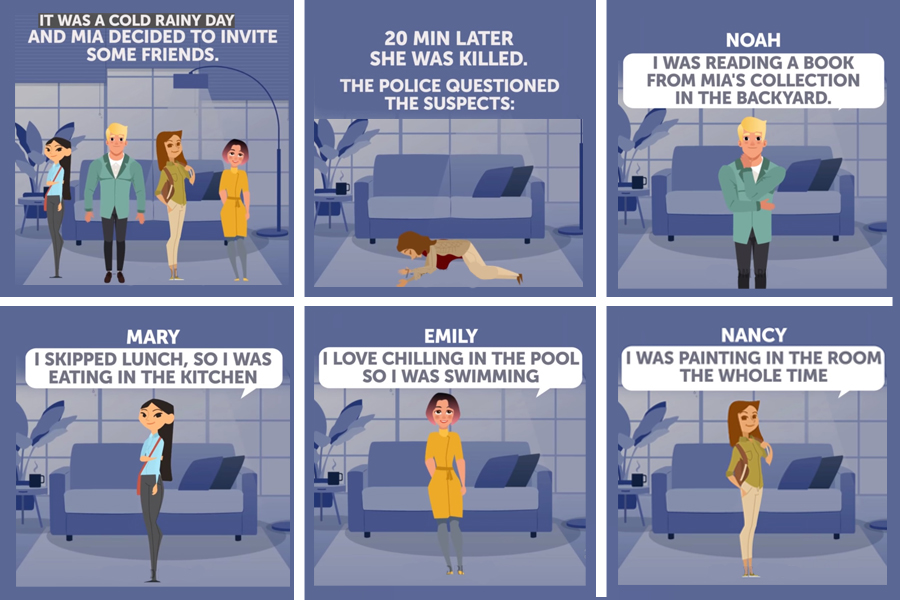 IT WAS A COLD RAINY DAY
AND MIA DECIDED TO INVITE
SOME FRIENDS.
20 MIN LATER
SHE WAS KILLED.
THE POLICE QUESTIONED
THE SUSPECTS:
NOAH
I WAS READING A BOOK
FROM MIA'S COLLECTION
IN THE BACKYARD.
MARY
I SKIPPED LUNCH, SO I WAS
EATING IN THE KITCHEN
EMILY
I LOVE CHILLING IN THE POOL
SO I WAS SWIMMING
NANCY
I WAS PAINTING IN THE ROOM
THE WHOLE TIME